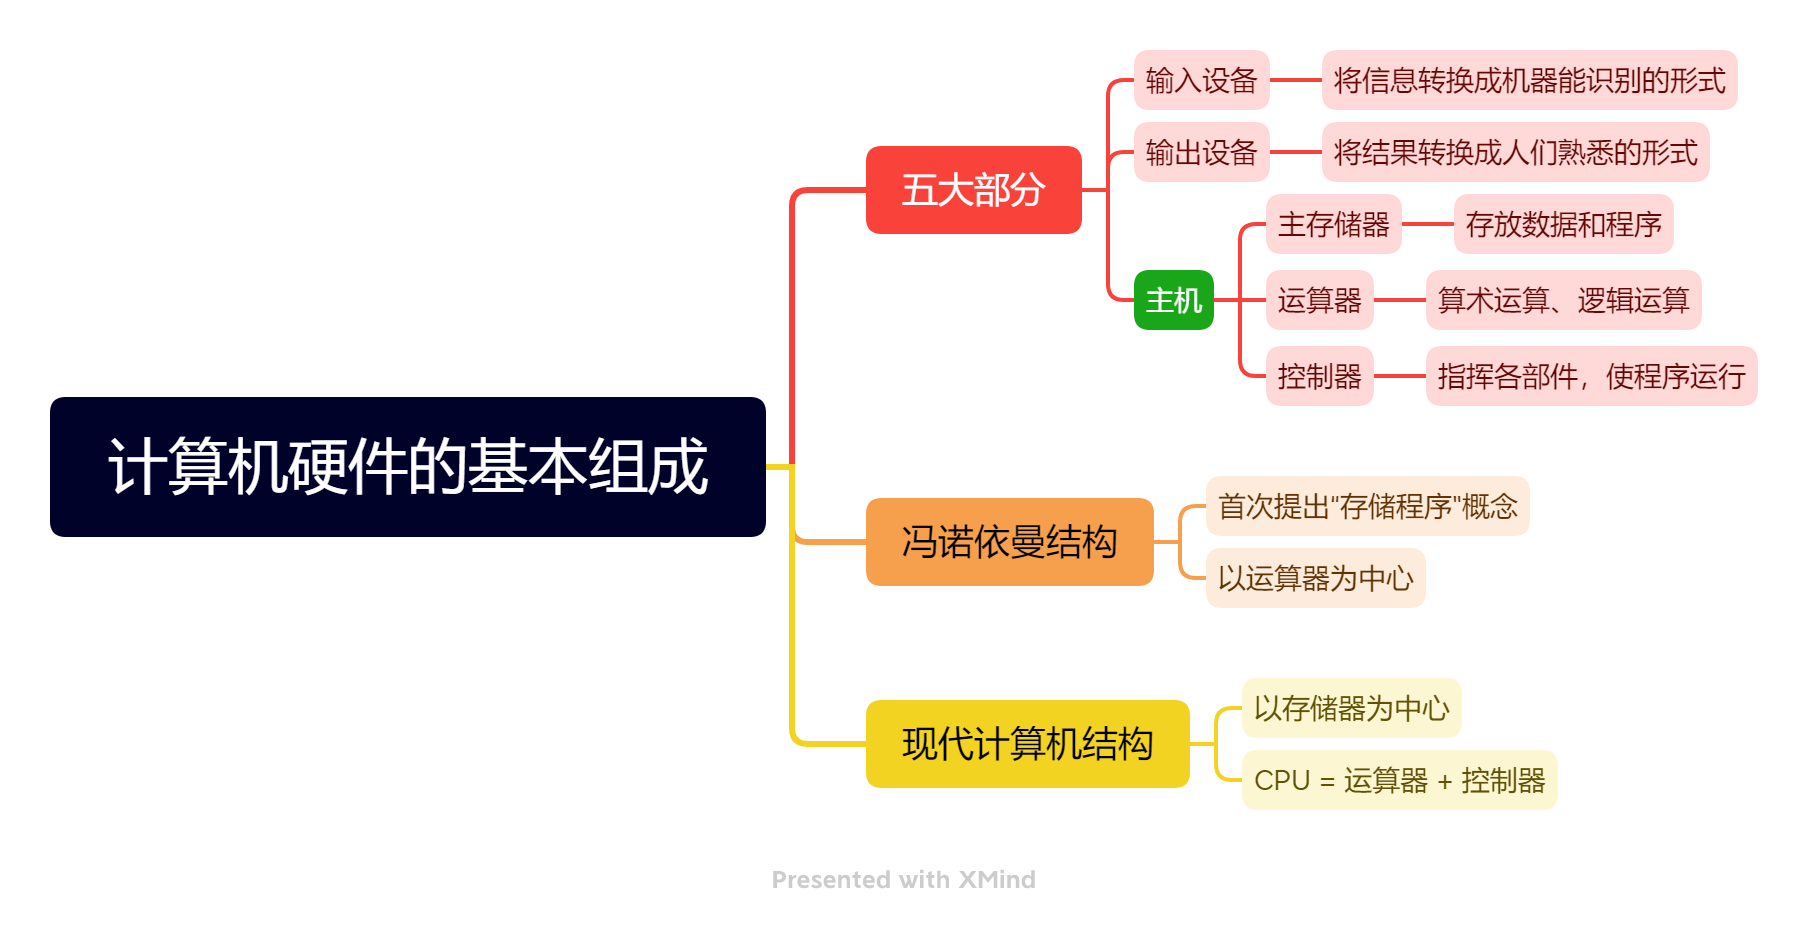 输入设备
将信息转换成机器能识别的形式
输出设备
将结果转换成人们熟悉的形式
五大部分
主存储器
存放数据和程序
主机
运算器
算术运算、逻辑运算
控制器
指挥各部件，使程序运行
计算机硬件的基本组成
首次提出“存储程序"概念
冯诺依曼结构
以运算器为中心
以存储器为中心
现代计算机结构
CPU = 运算器 + 控制器
Presented with XMind